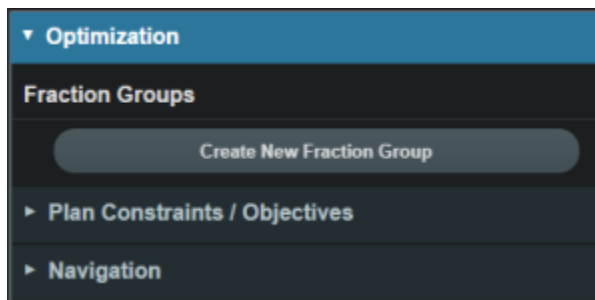 Optimization
Fraction Groups
Create New Fraction Group
Plan Constraints / Objectives
Navigation